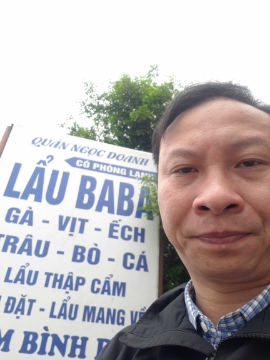 QUÁN NGỌC DOANH
CÓ PHÒNG LẠNH
LẨU BABA
GÀ - VỊT - ẾCH
TRÂU - BÒ - CÁ
LẨU THẬP CẨM
ĐẶT - LẨU MANG VỀ
BÌNH